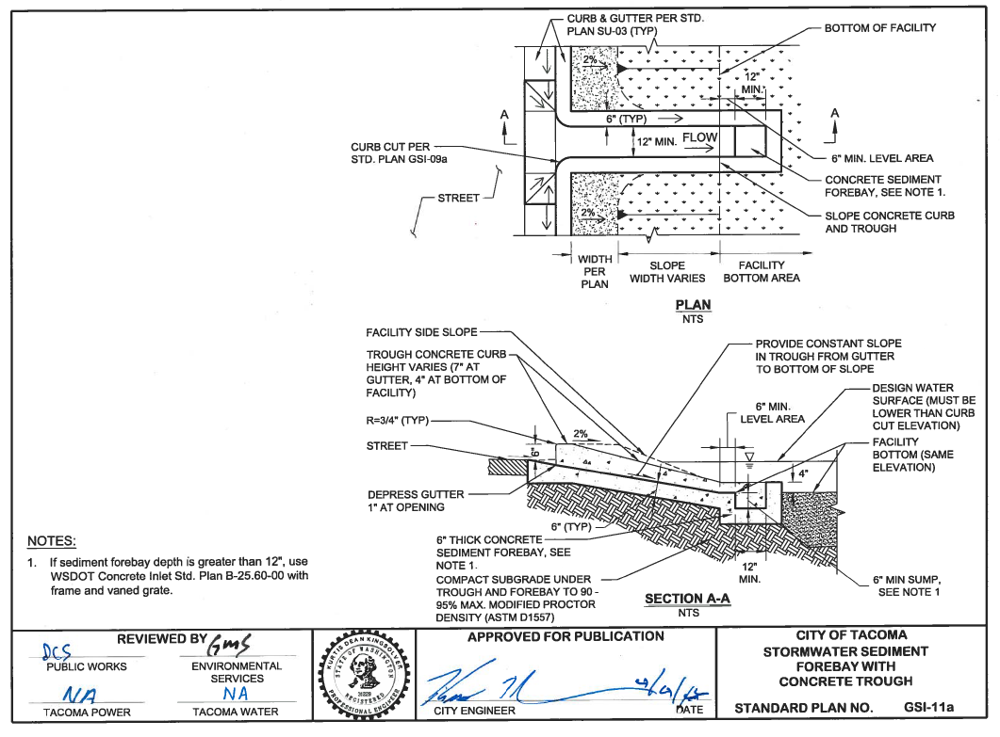 CURB & GUTTER PER STD.
PLAN SU-03 (TYP)
BOTTOM OF FACILITY
2%
12"
MIN.
A
A
6" (TYP)
12" MIN.
FLOW
CURB CUT PER
STD. PLAN GSI-09a
6" MIN. LEVEL AREA
CONCRETE SEDIMENT
FOREBAY, SEE NOTE 1.
STREET
2%
SLOPE CONCRETE CURB
AND TROUGH
WIDTH
PER
PLAN
SLOPE
WIDTH VARIES
FACILITY
BOTTOM AREA
PLAN
NTS
FACILITY SIDE SLOPE
TROUGH CONCRETE CURB
HEIGHT VARIES (7" AT
GUTTER, 4" AT BOTTOM OF
FACILITY)
PROVIDE CONSTANT SLOPE
IN TROUGH FROM GUTTER
TO BOTTOM OF SLOPE
DESIGN WATER
SURFACE (MUST BE
LOWER THAN CURB
CUT ELEVATION)
6" MIN.
LEVEL AREA
R=3/4" (TYP)
2%
STREET
6"
FACILITY
BOTTOM (SAME
ELEVATION)
4"
DEPRESS GUTTER
1" AT OPENING
6" (TYP)
6" THICK CONCRETE
SEDIMENT FOREBAY, SEE
NOTE 1.
COMPACT SUBGRADE UNDER
TROUGH AND FOREBAY TO 90 -
95% MAX. MODIFIED PROCTOR
DENSITY (ASTM D1557)
12"
MIN.
6" MIN SUMP,
SEE NOTE 1
SECTION A-A
NTS
NOTES:
1. If sediment forebay depth is greater than 12", use
WSDOT Concrete Inlet Std. Plan B-25.60-00 with
frame and vaned grate.
REVIEWED BY
DCS
GMS
PUBLIC WORKS
ENVIRONMENTAL
SERVICES
NA
NA
TACOMA POWER
TACOMA WATER
KURTIS DEAN KINGSOLVER
STATE OF WASHINGTON
REGISTERED
PROFESSIONAL ENGINEER
APPROVED FOR PUBLICATION
CITY ENGINEER
DATE
CITY OF TACOMA
STORMWATER SEDIMENT
FOREBAY WITH
CONCRETE TROUGH
STANDARD PLAN NO. GSI-11a